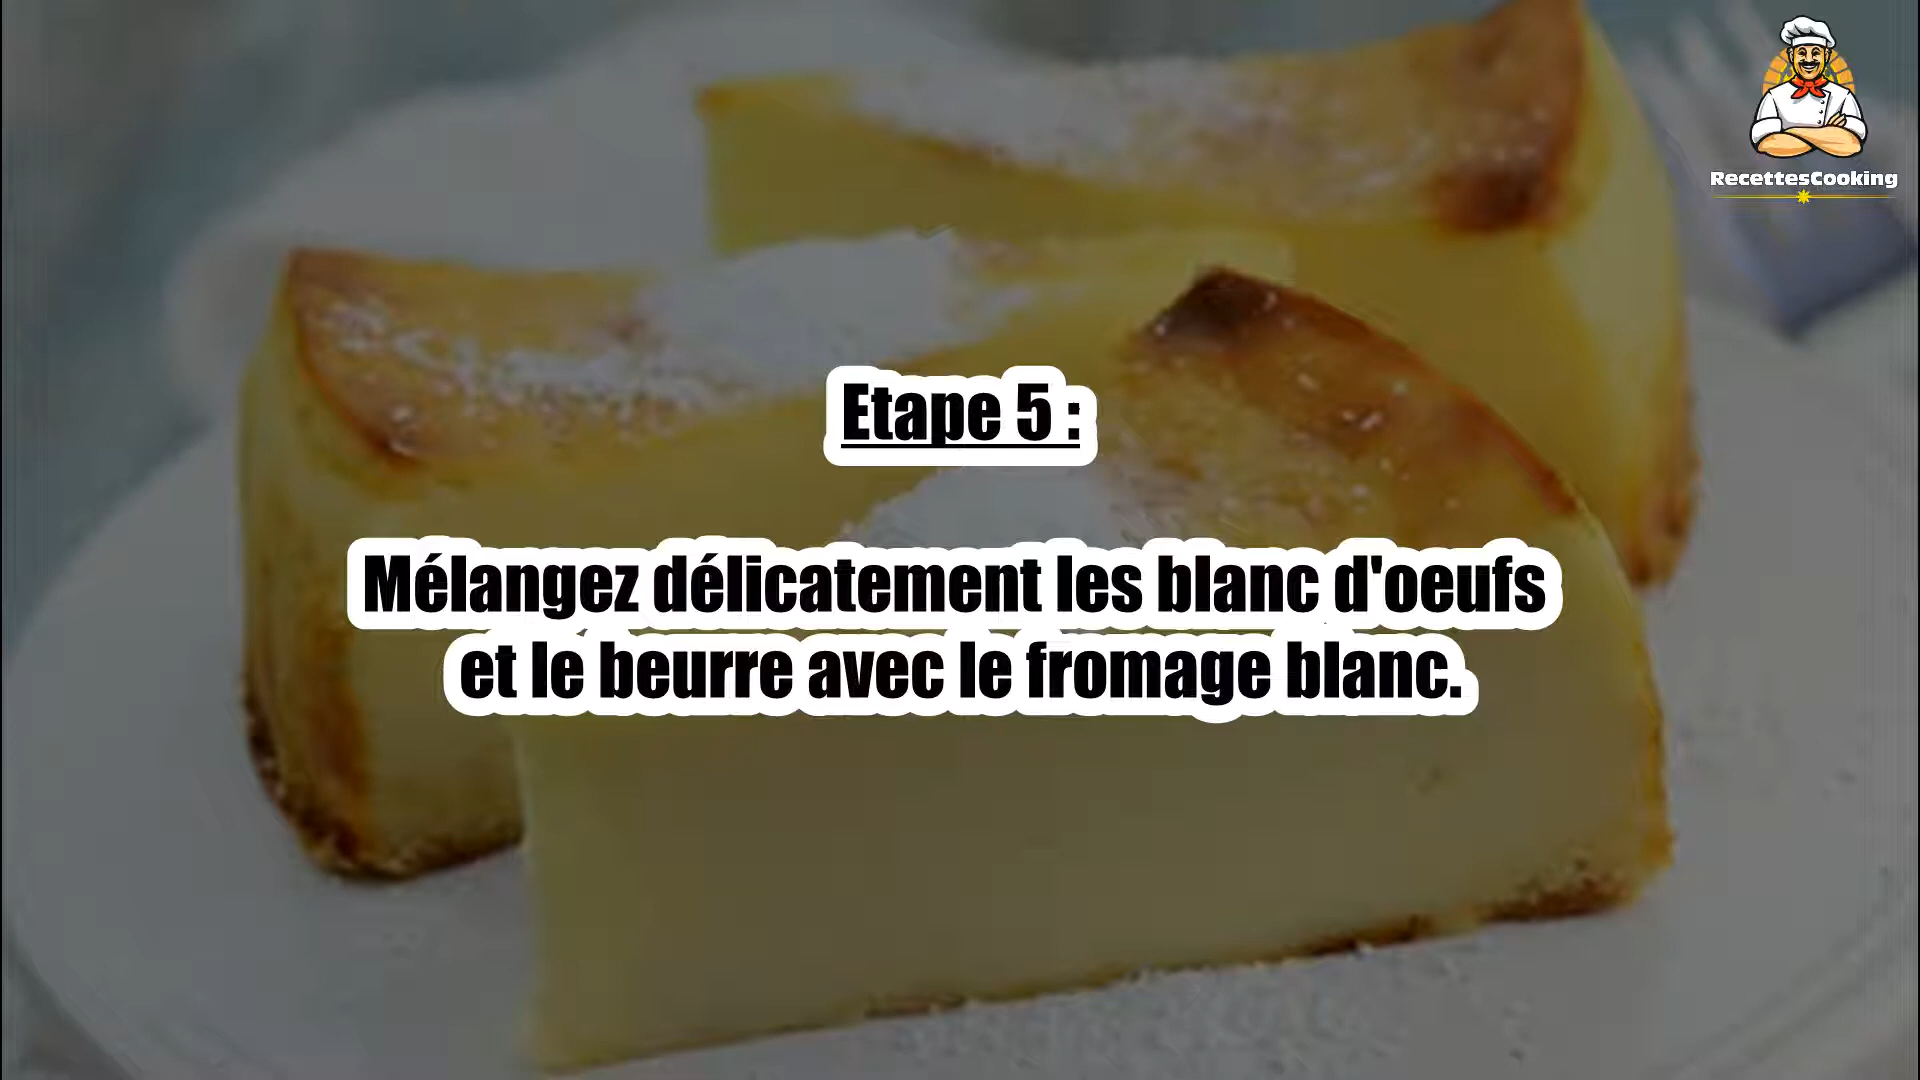 RecettesCooking
Etape 5 :
Mélangez délicatement les blanc d'oeufs
et le beurre avec le fromage blanc.